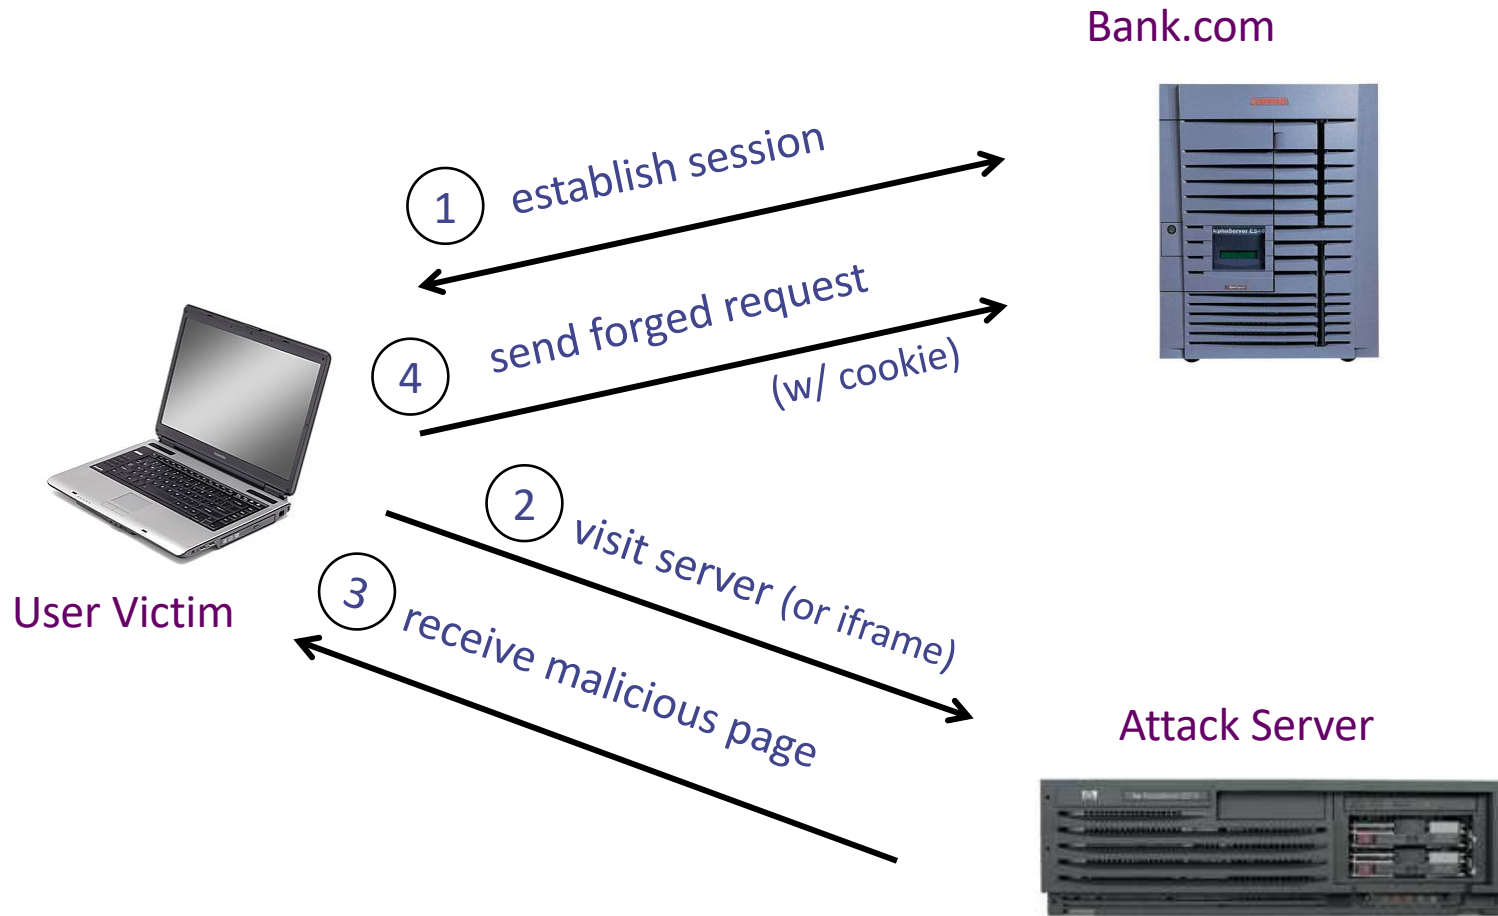 Bank.com
1 establish session
4 send forged request
(w/ cookie)
2 visit server (or iframe)
3 receive malicious page
User Victim
Attack Server